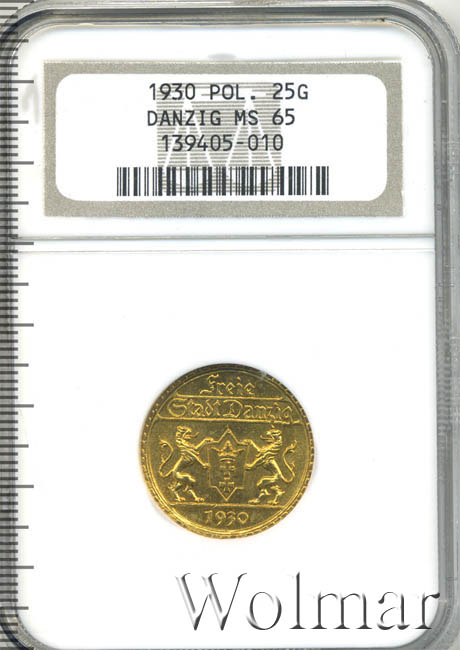 1930 POL. 25G
DANZIG MS 65
139405-010
Freie
Stadt Danzig
1930
Wolmar